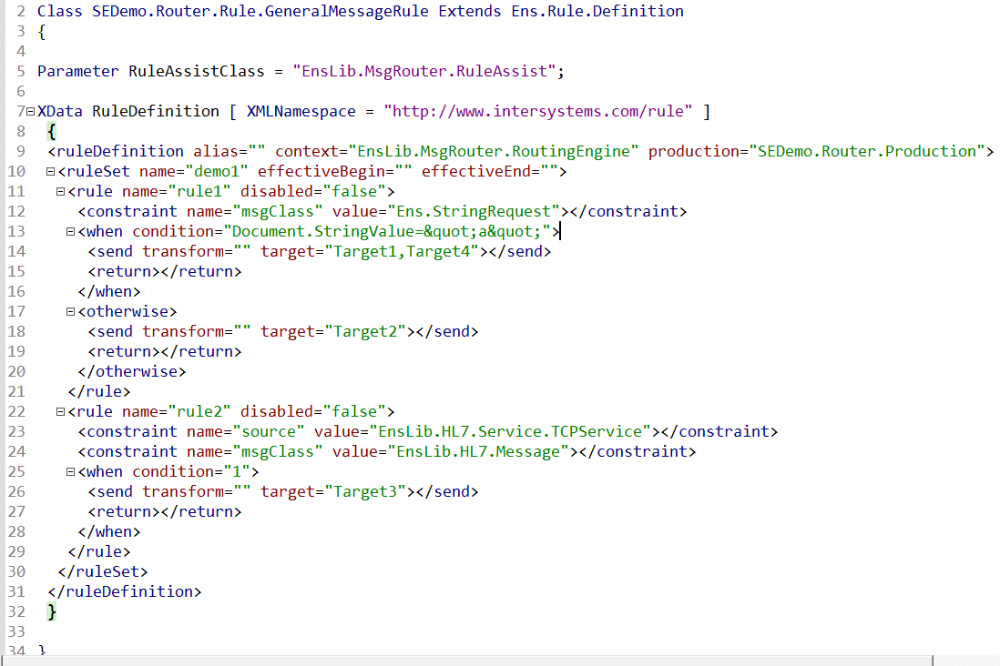 2 Class SEDemo.Router.Rule.GeneralMessageRule Extends Ens.Rule.Definition
3 {
4
5 Parameter RuleAssistClass = "EnsLib.MsgRouter.RuleAssist";
6
7 XData RuleDefinition [ XMLNamespace = "http://www.intersystems.com/rule" ]
8 {
9 <ruleDefinition alias="" context="EnsLib.MsgRouter.RoutingEngine" production="SEDemo.Router.Production">
10 <ruleSet name="demo1" effectiveBegin="" effectiveEnd="">
11 <rule name="rule1" disabled="false">
12 <constraint name="msgClass" value="Ens.StringRequest"></constraint>
13 <when condition="Document.StringValue=&quot;a&quot;">
14 <send transform="" target="Target1,Target4"></send>
15 <return></return>
16 </when>
17 <otherwise>
18 <send transform="" target="Target2"></send>
19 <return></return>
20 </otherwise>
21 </rule>
22 <rule name="rule2" disabled="false">
23 <constraint name="source" value="EnsLib.HL7.Service.TCPService"></constraint>
24 <constraint name="msgClass" value="EnsLib.HL7.Message"></constraint>
25 <when condition="1">
26 <send transform="" target="Target3"></send>
27 <return></return>
28 </when>
29 </rule>
30 </ruleSet>
31 </ruleDefinition>
32 }
33
34 }